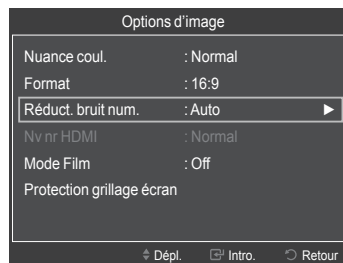 Options d'image
Nuance coul. : Normal
Format : 16:9
Réduct. bruit num. : Auto ►
Nv nr HDMI : Normal
Mode Film : Off
Protection grillage écran
Dépl. Intro. Retour